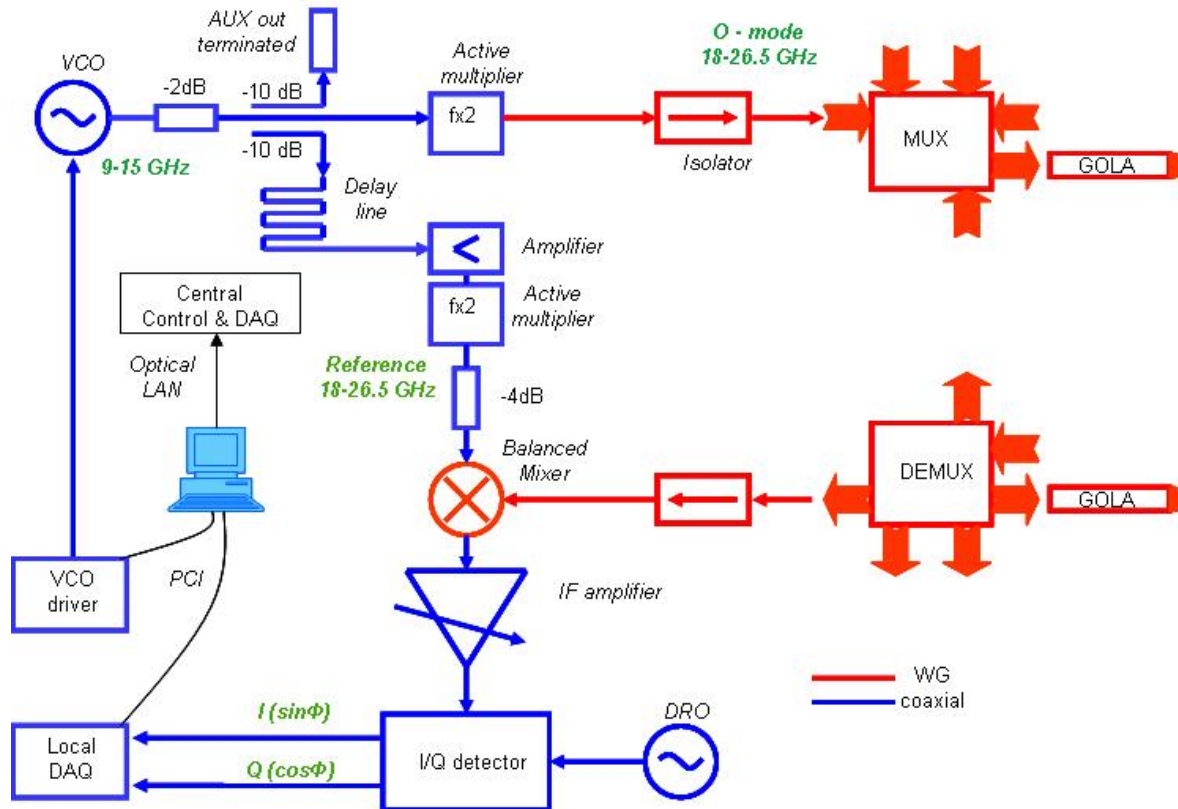 AUX out
terminated
O - mode
18-26.5 GHz
VCO
-2dB
-10 dB
Active
multiplier
fx2
MUX
-10 dB
9-15 GHz
Isolator
GOLA
Delay
line
<
Amplifier
Central
Control & DAQ
fx2
Active
multiplier
Optical
LAN
Reference
18-26.5 GHz
-4dB
Balanced
Mixer
DEMUX
GOLA
VCO
driver
PCI
IF amplifier
WG
coaxial
I (sinΦ)
DRO
Local
DAQ
I/Q detector
Q (cosΦ)